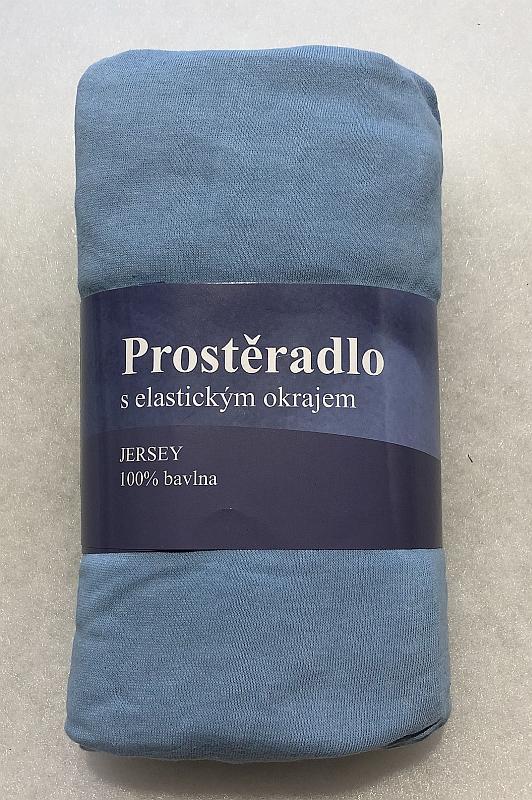 Prostěradlo
s elastickým okrajem
JERSEY
100% bavlna